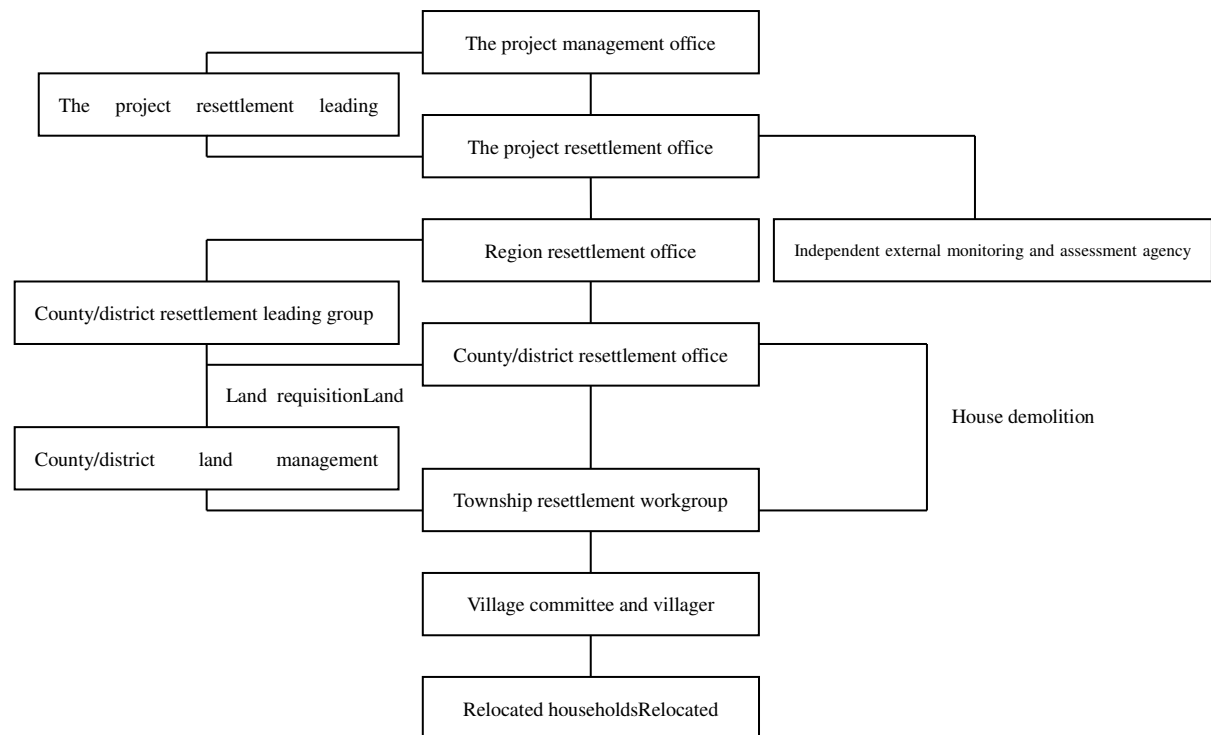 The project management office
The project resettlement leading
The project resettlement office
Region resettlement office
Independent external monitoring and assessment agency
County/district resettlement leading group
County/district resettlement office
Land requisitionLand
House demolition
County/district land management
Township resettlement workgroup
Village committee and villager
Relocated householdsRelocated